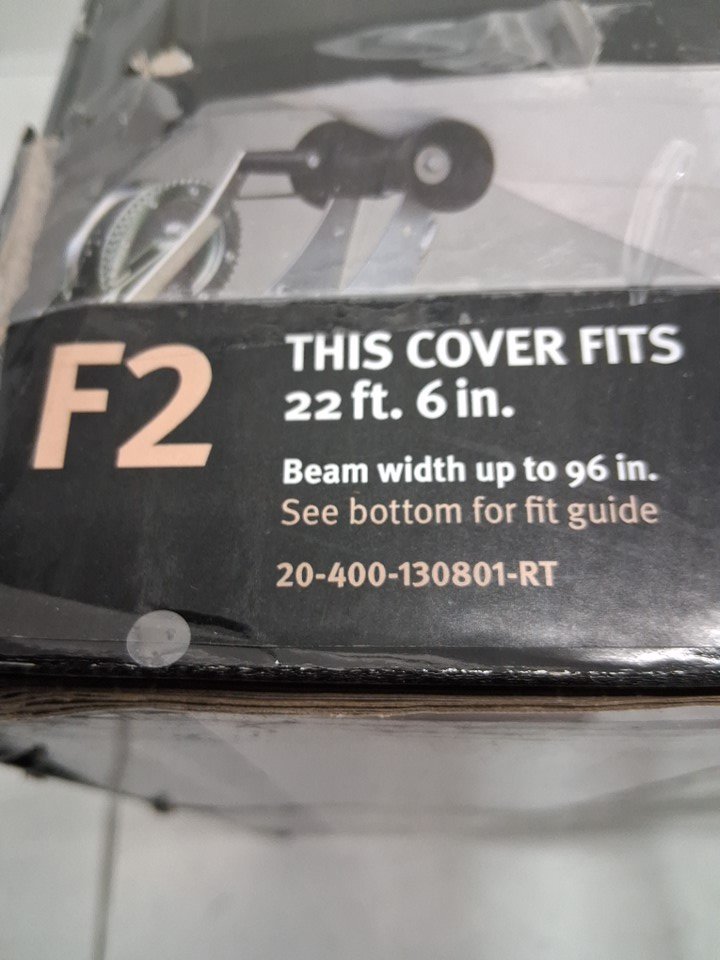 F2
THIS COVER FITS
22 ft. 6 in.
Beam width up to 96 in.
See bottom for fit guide
20-400-130801-RT